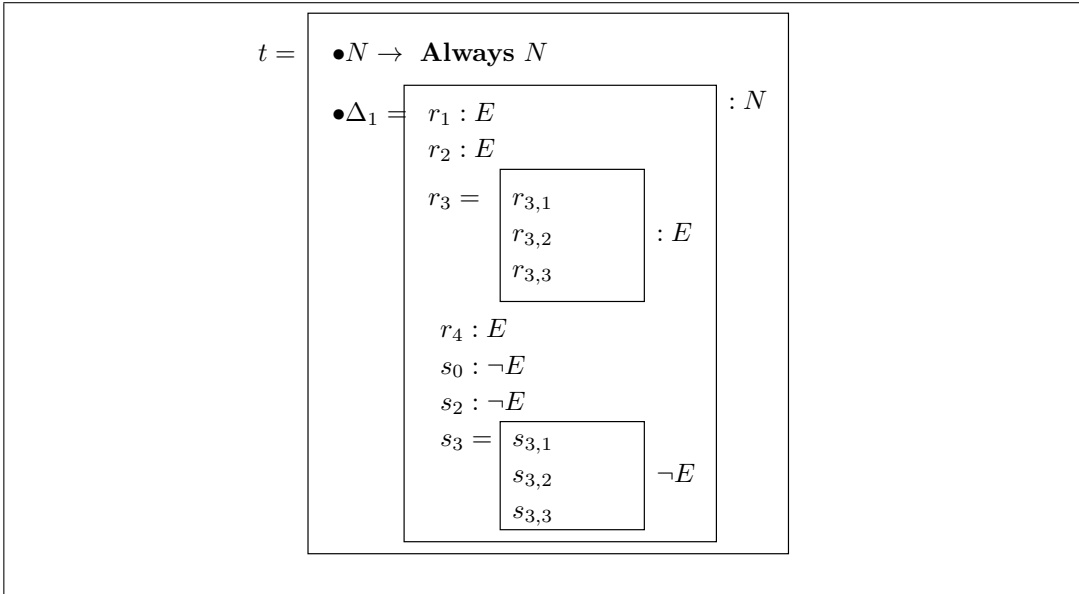 t = •N → Always N
•Δ₁ = : N
r₁ : E
r₂ : E
r₃ = r₃,₁
r₃,₂ : E
r₃,₃
r₄ : E
s₀ : ¬E
s₂ : ¬E
s₃ = s₃,₁
s₃,₂ ¬E
s₃,₃